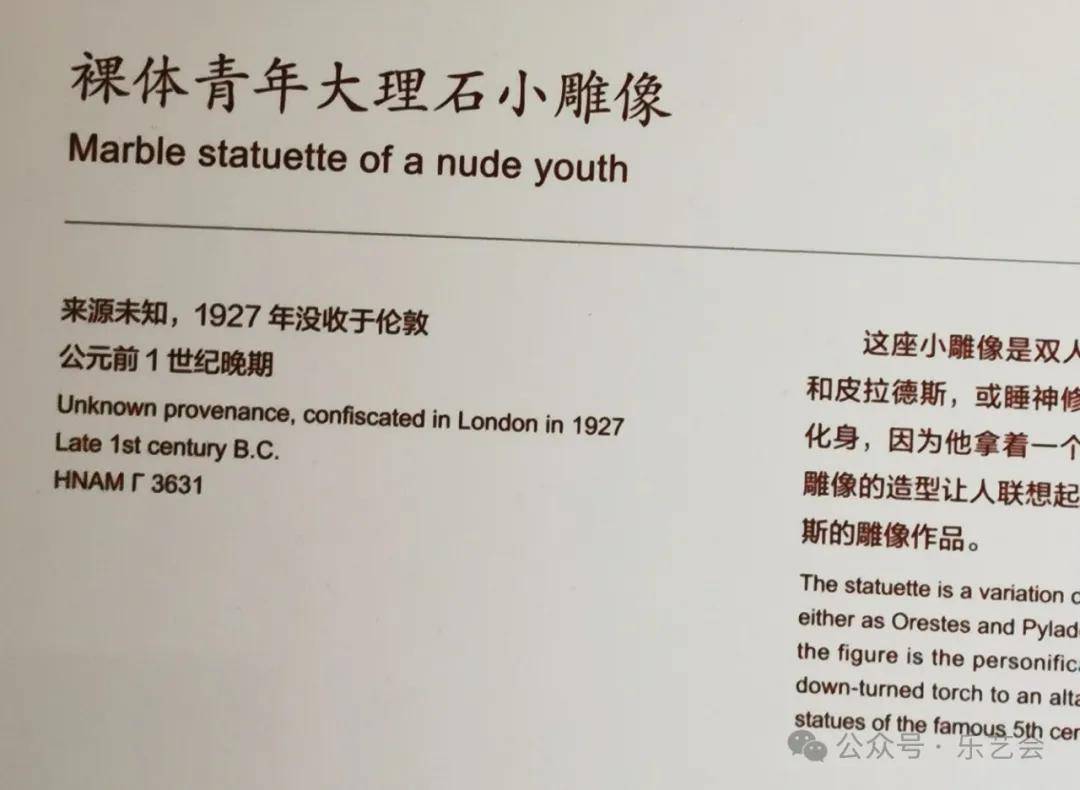 裸体青年大理石小雕像
Marble statuette of a nude youth
来源未知，1927 年没收于伦敦
公元前 1 世纪晚期
Unknown provenance, confiscated in London in 1927
Late 1st century B.C.
HNAM Γ 3631
这座小雕像是双人
和皮拉德斯，或睡神修
化身，因为他拿着一个
雕像的造型让人联想起
斯的雕像作品。
The statuette is a variation
either as Orestes and Pylad
the figure is the personific
down-turned torch to an alta
statues of the famous 5th cen
公众号·乐艺会